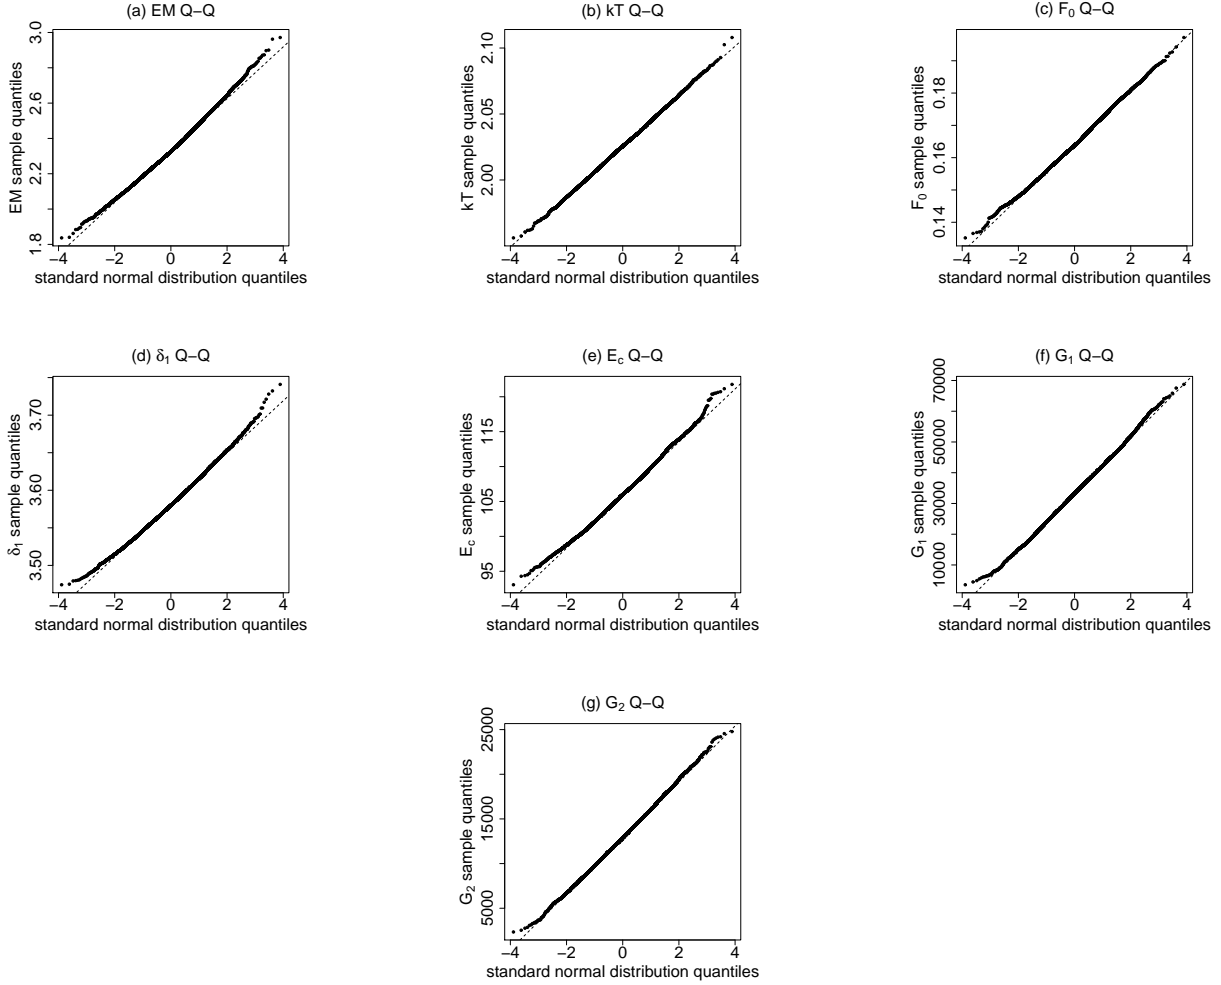 (a) EM Q−Q
EM sample quantiles
1.8 2.2 2.6 3.0
−4 −2 0 2 4
standard normal distribution quantiles
(b) kT Q−Q
kT sample quantiles
2.00 2.05 2.10
−4 −2 0 2 4
standard normal distribution quantiles
(c) F₀ Q−Q
F₀ sample quantiles
0.14 0.16 0.18
−4 −2 0 2 4
standard normal distribution quantiles
(d) δ₁ Q−Q
δ₁ sample quantiles
3.50 3.60 3.70
−4 −2 0 2 4
standard normal distribution quantiles
(e) E꜀ Q−Q
E꜀ sample quantiles
95 105 115
−4 −2 0 2 4
standard normal distribution quantiles
(f) G₁ Q−Q
G₁ sample quantiles
10000 30000 50000 70000
−4 −2 0 2 4
standard normal distribution quantiles
(g) G₂ Q−Q
G₂ sample quantiles
5000 15000 25000
−4 −2 0 2 4
standard normal distribution quantiles